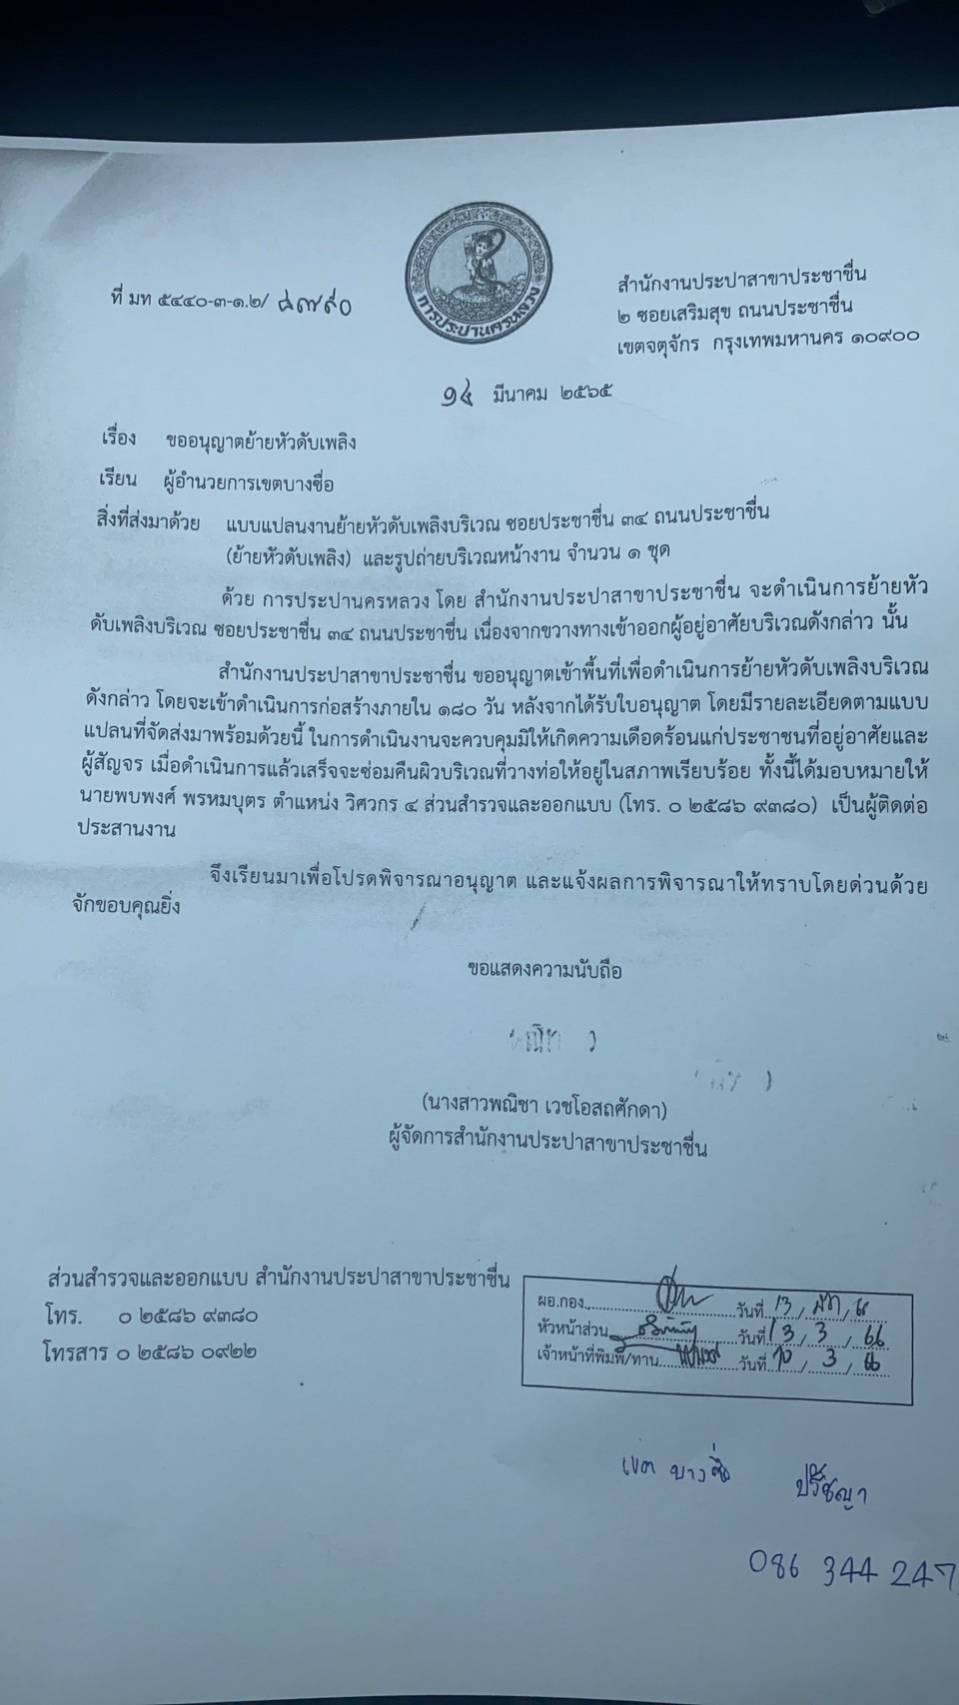 การประปานครหลวง
ที่ มท ๕๔๔๐-๓-๑.๒/
สำนักงานประปาสาขาประชาชื่น
๒ ซอยเสริมสุข ถนนประชาชื่น
เขตจตุจักร กรุงเทพมหานคร ๑๐๙๐๐
๑๔ มีนาคม ๒๕๖๕
เรื่อง ขออนุญาตย้ายหัวดับเพลิง
เรียน ผู้อำนวยการเขตบางซื่อ
สิ่งที่ส่งมาด้วย แบบแปลนงานย้ายหัวดับเพลิงบริเวณ ซอยประชาชื่น ๓๔ ถนนประชาชื่น
(ย้ายหัวดับเพลิง) และรูปถ่ายบริเวณหน้างาน จำนวน ๑ ชุด
ด้วย การประปานครหลวง โดย สำนักงานประปาสาขาประชาชื่น จะดำเนินการย้ายหัว
ดับเพลิงบริเวณ ซอยประชาชื่น ๓๔ ถนนประชาชื่น เนื่องจากขวางทางเข้าออกผู้อยู่อาศัยบริเวณดังกล่าว นั้น
สำนักงานประปาสาขาประชาชื่น ขออนุญาตเข้าพื้นที่เพื่อดำเนินการย้ายหัวดับเพลิงบริเวณ
ดังกล่าว โดยจะเข้าดำเนินการก่อสร้างภายใน ๑๘๐ วัน หลังจากได้รับใบอนุญาต โดยมีรายละเอียดตามแบบ
แปลนที่จัดส่งมาพร้อมด้วยนี้ ในการดำเนินงานจะควบคุมมิให้เกิดความเดือดร้อนแก่ประชาชนที่อยู่อาศัยและ
ผู้สัญจร เมื่อดำเนินการแล้วเสร็จจะซ่อมคืนผิวบริเวณที่วางท่อให้อยู่ในสภาพเรียบร้อย ทั้งนี้ได้มอบหมายให้
นายพบพงศ์ พรหมบุตร ตำแหน่ง วิศวกร ๔ ส่วนสำรวจและออกแบบ (โทร. ๐ ๒๕๘๖ ๙๓๘๐) เป็นผู้ติดต่อ
ประสานงาน
จึงเรียนมาเพื่อโปรดพิจารณาอนุญาต และแจ้งผลการพิจารณาให้ทราบโดยด่วนด้วย
จักขอบคุณยิ่ง
ขอแสดงความนับถือ
(นางสาวพณิชา เวชโอสถศักดา)
ผู้จัดการสำนักงานประปาสาขาประชาชื่น
ส่วนสำรวจและออกแบบ สำนักงานประปาสาขาประชาชื่น
โทร. ๐ ๒๕๘๖ ๙๓๘๐
โทรสาร ๐ ๒๕๘๖ ๐๙๒๒
ผอ.กอง วันที่ 13 / มีค / 66
หัวหน้าส่วน วันที่ 13 / 3 / 66
เจ้าหน้าที่พิมพ์/ทาน วันที่ 10 / 3 / 66
เขต บางซื่อ ปรัชญา
086 344 247